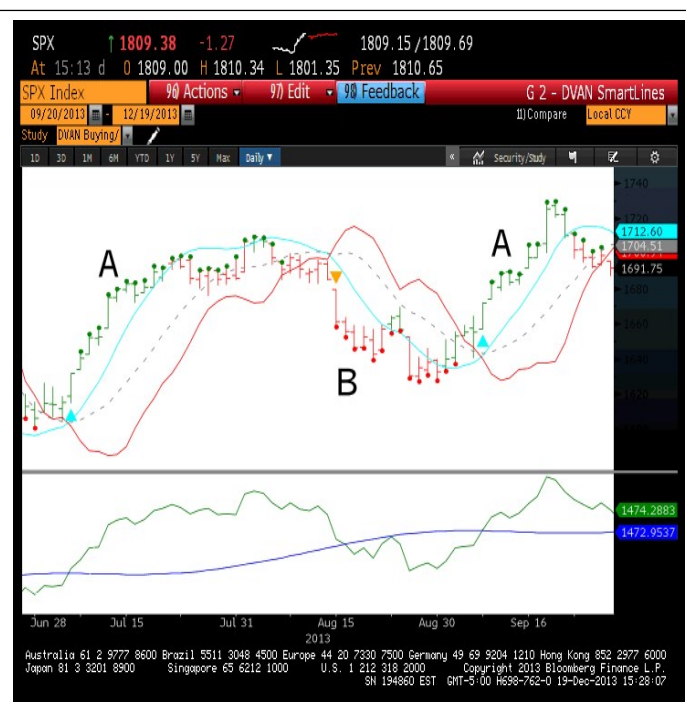 SPX ↑ 1809.38 -1.27 1809.15/1809.69
At 15:13 d O 1809.00 H 1810.34 L 1801.35 Prev 1810.65
SPX Index 96) Actions 97) Edit 98) Feedback G 2 - DVAN SmartLines
09/20/2013 - 12/19/2013 11) Compare Local CCY
Study DVAN Buying/
1D 3D 1M 6M YTD 1Y 5Y Max Daily ▼ « Security/Study
1740
1720
1712.60
1704.51
1691.75
1680
1660
1640
1620
A A
B
1474.2883
1472.9537
Jun 28 Jul 15 Jul 31 Aug 15 Aug 30 Sep 16
2013
Australia 61 2 9777 8600 Brazil 5511 3048 4500 Europe 44 20 7330 7500 Germany 49 69 9204 1210 Hong Kong 852 2977 6000
Japan 81 3 3201 8900 Singapore 65 6212 1000 U.S. 1 212 318 2000 Copyright 2013 Bloomberg Finance L.P.
SN 194860 EST GMT-5:00 H698-762-0 19-Dec-2013 15:28:07